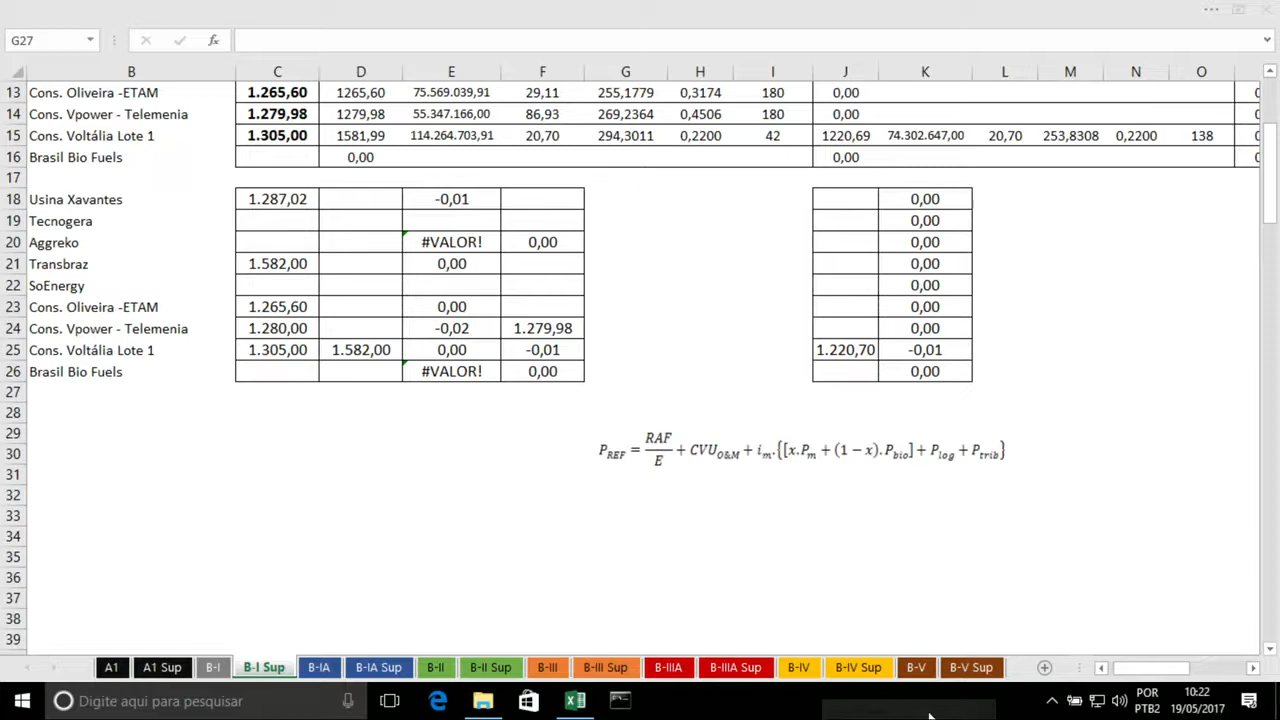 G27
fx
B C D E F G H I J K L M N O
13 Cons. Oliveira -ETAM 1.265,60 1265,60 75.569.039,91 29,11 255,1779 0,3174 180 0,00
14 Cons. Vpower - Telemenia 1.279,98 1279,98 55.347.166,00 86,93 269,2364 0,4506 180 0,00
15 Cons. Voltália Lote 1 1.305,00 1581,99 114.264.703,91 20,70 294,3011 0,2200 42 1220,69 74.302.647,00 20,70 253,8308 0,2200 138
16 Brasil Bio Fuels 0,00 0,00
17
18 Usina Xavantes 1.287,02 -0,01 0,00
19 Tecnogera 0,00
20 Aggreko #VALOR! 0,00 0,00
21 Transbraz 1.582,00 0,00 0,00
22 SoEnergy 0,00
23 Cons. Oliveira -ETAM 1.265,60 0,00 0,00
24 Cons. Vpower - Telemenia 1.280,00 -0,02 1.279,98 0,00
25 Cons. Voltália Lote 1 1.305,00 1.582,00 0,00 -0,01 1.220,70 -0,01
26 Brasil Bio Fuels #VALOR! 0,00 0,00
27
28
29
30 P_REF = RAF/E + CVU_O&M + i_m.{[x.P_m + (1 − x).P_bio] + P_log + P_trib}
31
32
33
34
35
36
37
38
39
A1 A1 Sup B-I B-I Sup B-IA B-IA Sup B-II B-II Sup B-III B-III Sup B-IIIA B-IIIA Sup B-IV B-IV Sup B-V B-V Sup
Digite aqui para pesquisar POR PTB2 10:22 19/05/2017